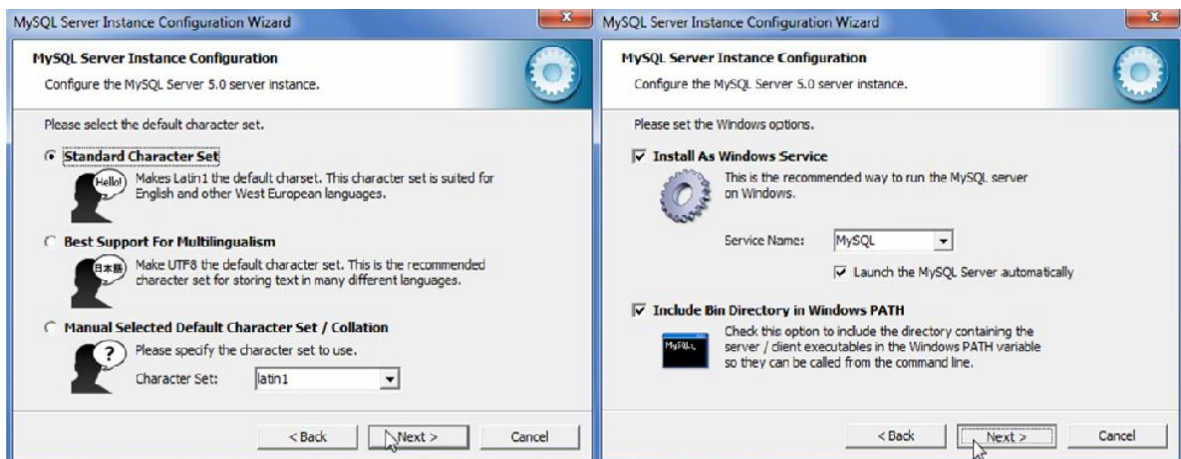 MySQL Server Instance Configuration Wizard
MySQL Server Instance Configuration
Configure the MySQL Server 5.0 server instance.
Please select the default character set.
Standard Character Set
Hello!
Makes Latin1 the default charset. This character set is suited for
English and other West European languages.
Best Support For Multilingualism
日本語
Make UTF8 the default character set. This is the recommended
character set for storing text in many different languages.
Manual Selected Default Character Set / Collation
?
Please specify the character set to use.
Character Set: latin1
< Back Next > Cancel
MySQL Server Instance Configuration Wizard
MySQL Server Instance Configuration
Configure the MySQL Server 5.0 server instance.
Please set the Windows options.
Install As Windows Service
This is the recommended way to run the MySQL server
on Windows.
Service Name: MySQL
Launch the MySQL Server automatically
Include Bin Directory in Windows PATH
Check this option to include the directory containing the
server / client executables in the Windows PATH variable
so they can be called from the command line.
< Back Next > Cancel